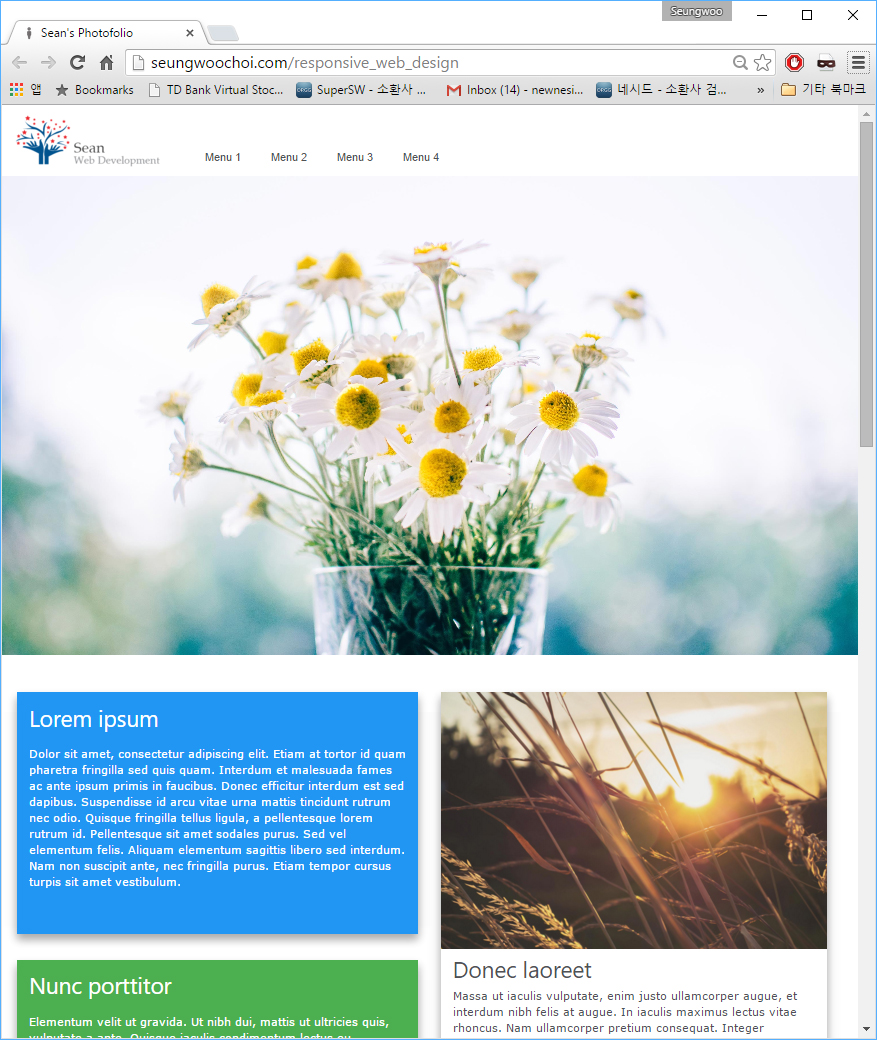 Seungwoo
Sean's Photofolio
seungwoochoi.com/responsive_web_design
앱 Bookmarks TD Bank Virtual Stoc... SuperSW - 소환사 ... Inbox (14) - newnesi... 네시드 - 소환사 검... » 기타 북마크
Sean
Web Development
Menu 1 Menu 2 Menu 3 Menu 4
Lorem ipsum
Dolor sit amet, consectetur adipiscing elit. Etiam at tortor id quam
pharetra fringilla sed quis quam. Interdum et malesuada fames
ac ante ipsum primis in faucibus. Donec efficitur interdum est sed
dapibus. Suspendisse id arcu vitae urna mattis tincidunt rutrum
nec odio. Quisque fringilla tellus ligula, a pellentesque lorem
rutrum id. Pellentesque sit amet sodales purus. Sed vel
elementum felis. Aliquam elementum sagittis libero sed interdum.
Nam non suscipit ante, nec fringilla purus. Etiam tempor cursus
turpis sit amet vestibulum.
Nunc porttitor
Elementum velit ut gravida. Ut nibh dui, mattis ut ultricies quis,
vulputate a ante. Quisque iaculis condimentum lectus eu
Donec laoreet
Massa ut iaculis vulputate, enim justo ullamcorper augue, et
interdum nibh felis at augue. In iaculis maximus lectus vitae
rhoncus. Nam ullamcorper pretium consequat. Integer